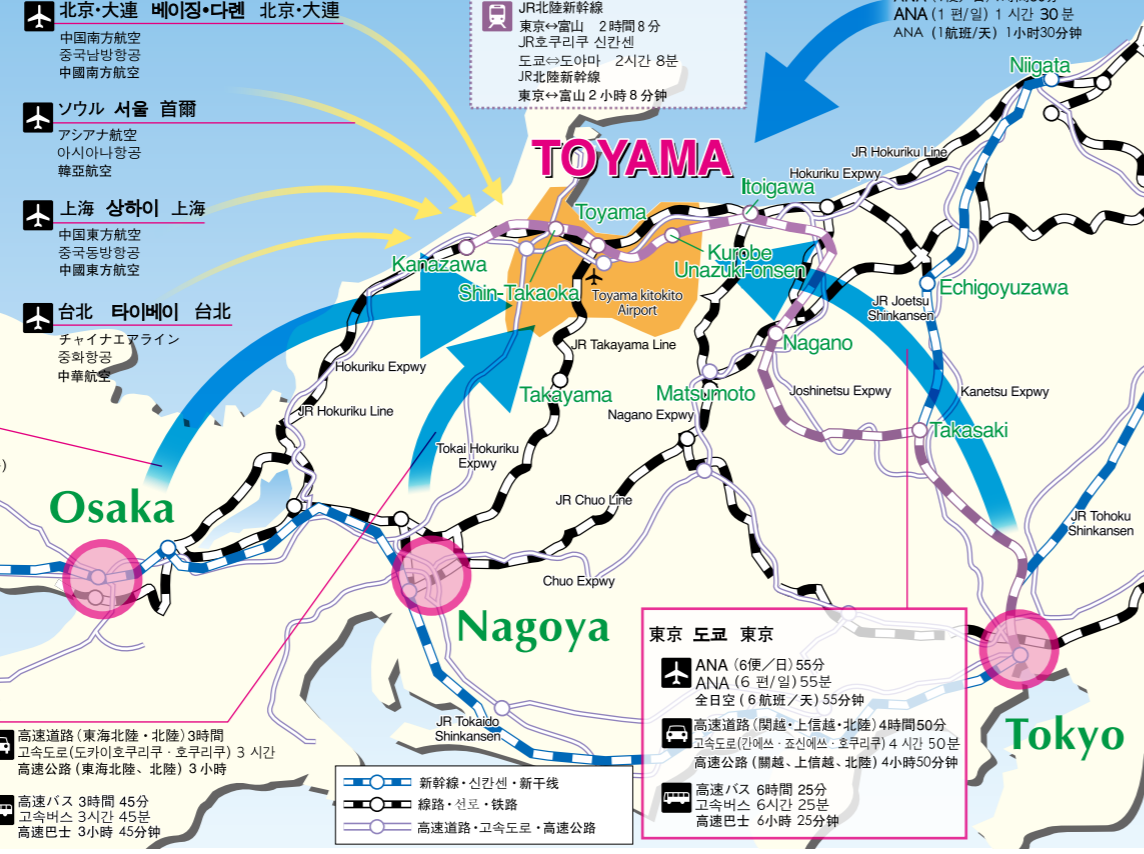 北京・大連 베이징・다롄 北京・大連
中国南方航空
중국남방항공
中國南方航空
ソウル 서울 首爾
アシアナ航空
아시아나항공
韓亞航空
上海 상하이 上海
中国東方航空
중국동방항공
中國東方航空
台北 타이베이 台北
チャイナエアライン
중화항공
中華航空
JR北陸新幹線
東京⇔富山 2時間8分
JR호쿠리쿠 신칸센
도쿄⇔도야마 2시간 8분
JR北陸新幹線
東京↔富山2小時8分钟
ANA (1 편/일) 1 시간 30 분
ANA (1航班/天) 1小时30分钟
TOYAMA
Niigata
JR Hokuriku Line
Hokuriku Expwy
Itoigawa
Toyama
Kurobe
Unazuki-onsen
Kanazawa
Shin-Takaoka
Toyama kitokito
Airport
Echigoyuzawa
JR Joetsu
Shinkansen
JR Takayama Line
Nagano
Hokuriku Expwy
Takayama
Matsumoto
Joshinetsu Expwy
Kanetsu Expwy
JR Hokuriku Line
Nagano Expwy
Takasaki
Tokai Hokuriku
Expwy
Osaka
JR Chuo Line
JR Tohoku
Shinkansen
Chuo Expwy
Nagoya
JR Tokaido
Shinkansen
Tokyo
東京 도쿄 東京
ANA (6便／日) 55分
ANA (6 편/일) 55분
全日空 (6航班／天) 55分钟
高速道路 (関越・上信越・北陸) 4時間50分
고속도로(간에쓰・죠신에쓰・호쿠리쿠) 4 시간 50분
高速公路 (關越、上信越、北陸) 4小时50分钟
高速バス 6時間 25分
고속버스 6시간 25분
高速巴士 6小時 25分钟
高速道路 (東海北陸・北陸) 3時間
고속도로(도카이호쿠리쿠・호쿠리쿠) 3 시간
高速公路 (東海北陸、北陸) 3小時
高速バス 3時間 45分
고속버스 3시간 45분
高速巴士 3小時 45分钟
新幹線・신칸센・新干线
線路・선로・铁路
高速道路・고속도로・高速公路